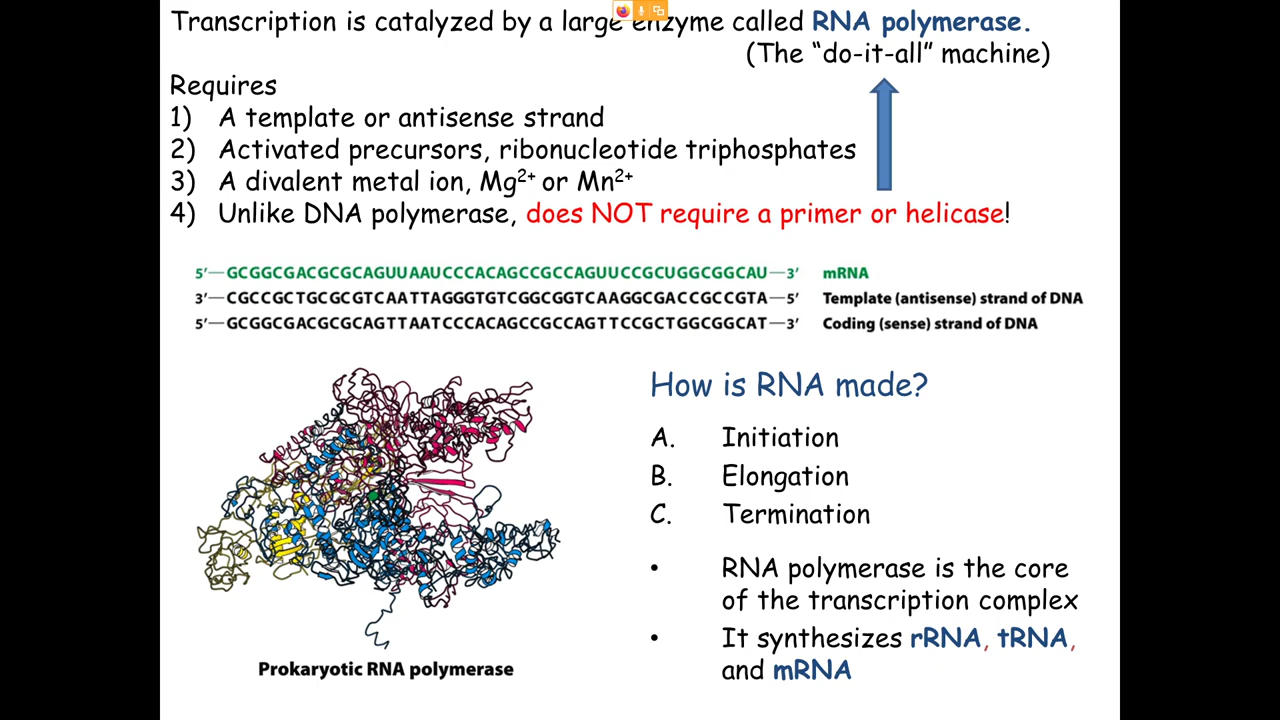 Transcription is catalyzed by a large enzyme called RNA polymerase.
(The “do-it-all” machine)
Requires
1) A template or antisense strand
2) Activated precursors, ribonucleotide triphosphates
3) A divalent metal ion, Mg2+ or Mn2+
4) Unlike DNA polymerase, does NOT require a primer or helicase!
5′—GCGGCGACGCGCAGUUAAUCCCACAGCCGCCAGUUCCGCUGGCGGCAU—3′ mRNA
3′—CGCCGCTGCGCGTCAATTAGGGTGTCGGCGGTCAAGGCGACCGCCGTA—5′ Template (antisense) strand of DNA
5′—GCGGCGACGCGCAGTTAATCCCACAGCCGCCAGTTCCGCTGGCGGCAT—3′ Coding (sense) strand of DNA
How is RNA made?
A. Initiation
B. Elongation
C. Termination
• RNA polymerase is the core
of the transcription complex
• It synthesizes rRNA, tRNA,
and mRNA
Prokaryotic RNA polymerase